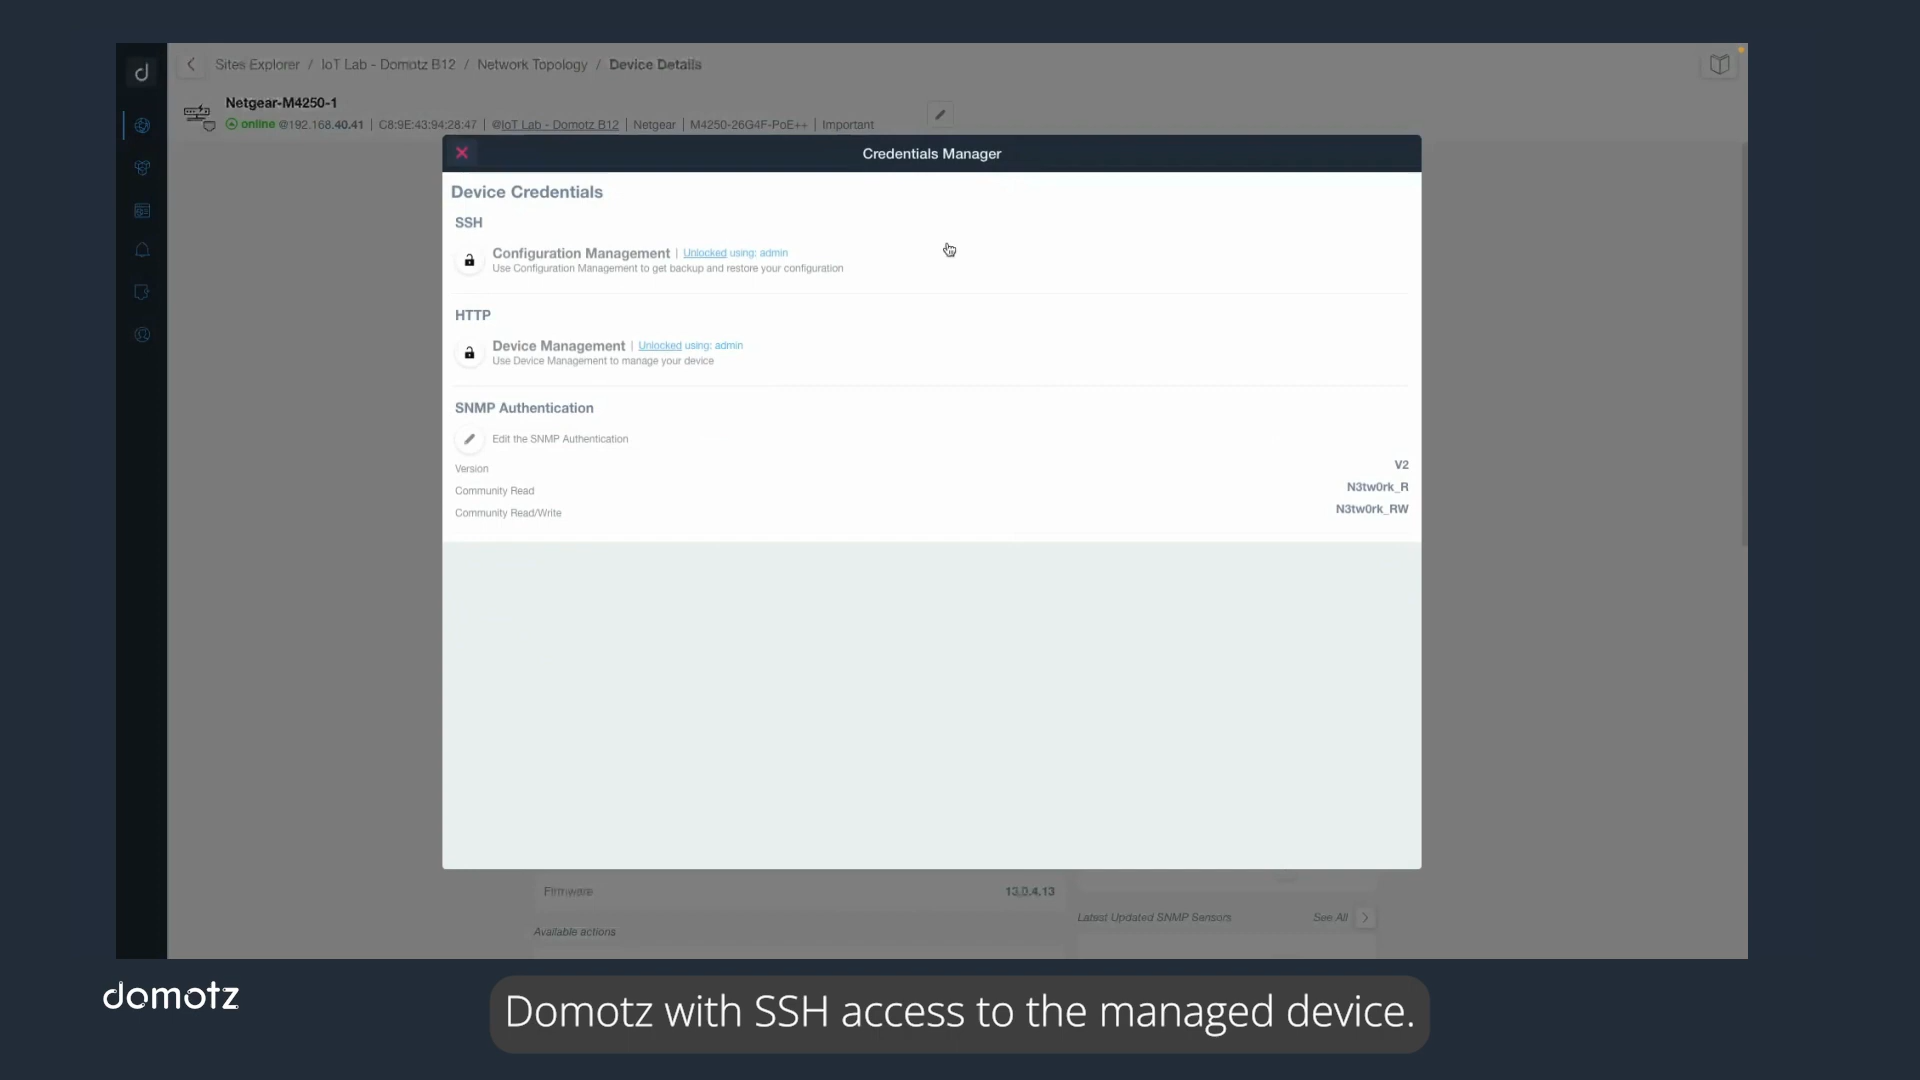 Sites Explorer / IoT Lab - Domotz B12 / Network Topology / Device Details
Netgear-M4250-1
online @192.168.40.41 | C8:9E:43:94:28:47 | @IoT Lab - Domotz B12 | Netgear | M4250-26G4F-PoE++ | Important
Credentials Manager
Device Credentials
SSH
Configuration Management | Unlocked using: admin
Use Configuration Management to get backup and restore your configuration
HTTP
Device Management | Unlocked using: admin
Use Device Management to manage your device
SNMP Authentication
Edit the SNMP Authentication
Version V2
Community Read N3tw0rk_R
Community Read/Write N3tw0rk_RW
Firmware 13.0.4.13
Latest Updated SNMP Sensors See All
Available actions
domotz
Domotz with SSH access to the managed device.